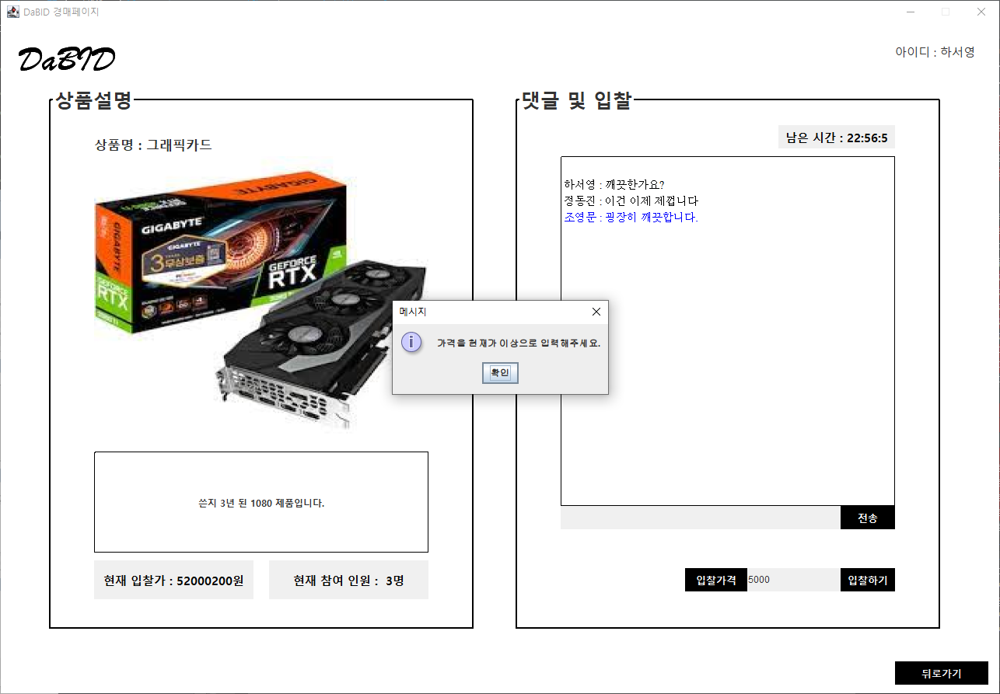 DaBID 경매페이지
DaBID
아이디 : 하서영
상품설명
상품명 : 그래픽카드
GIGABYTE
GIGABYTE
GIGABYTE
GIGABYTE
3 무상보증
GEFORCE
RTX
GEFORCE
RTX
쓴지 3년 된 1080 제품입니다.
현재 입찰가 : 52000200원
현재 참여 인원 : 3명
댓글 및 입찰
남은 시간 : 22:56:5
하서영 : 깨끗한가요?
정동진 : 이건 이제 제껍니다
조영문 : 굉장히 깨끗합니다.
전송
입찰가격
5000
입찰하기
메시지
가격을 현재가 이상으로 입력해주세요.
확인
뒤로가기